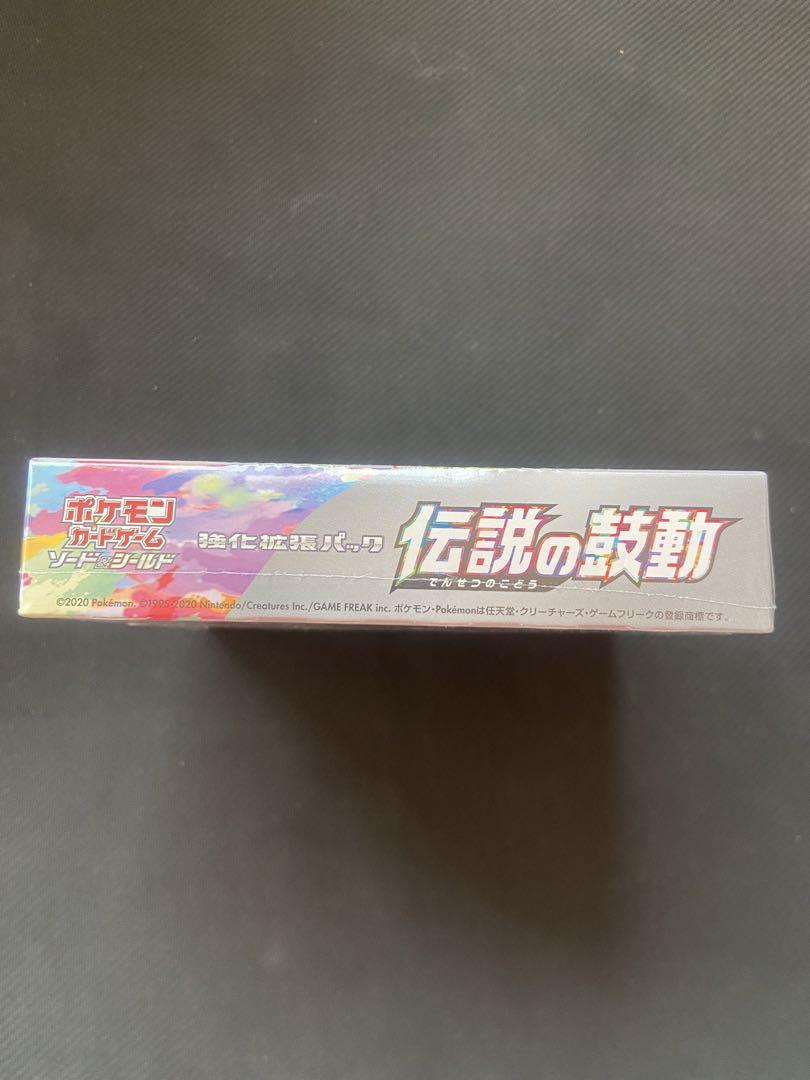 ポケモン
カードゲーム
ソード&シールド
強化拡張パック
伝説の鼓動
でんせつのこどう
©2020 Pokémon. ©1995-2020 Nintendo/Creatures Inc./GAME FREAK inc. ポケモン・Pokémonは任天堂・クリーチャーズ・ゲームフリークの登録商標です。